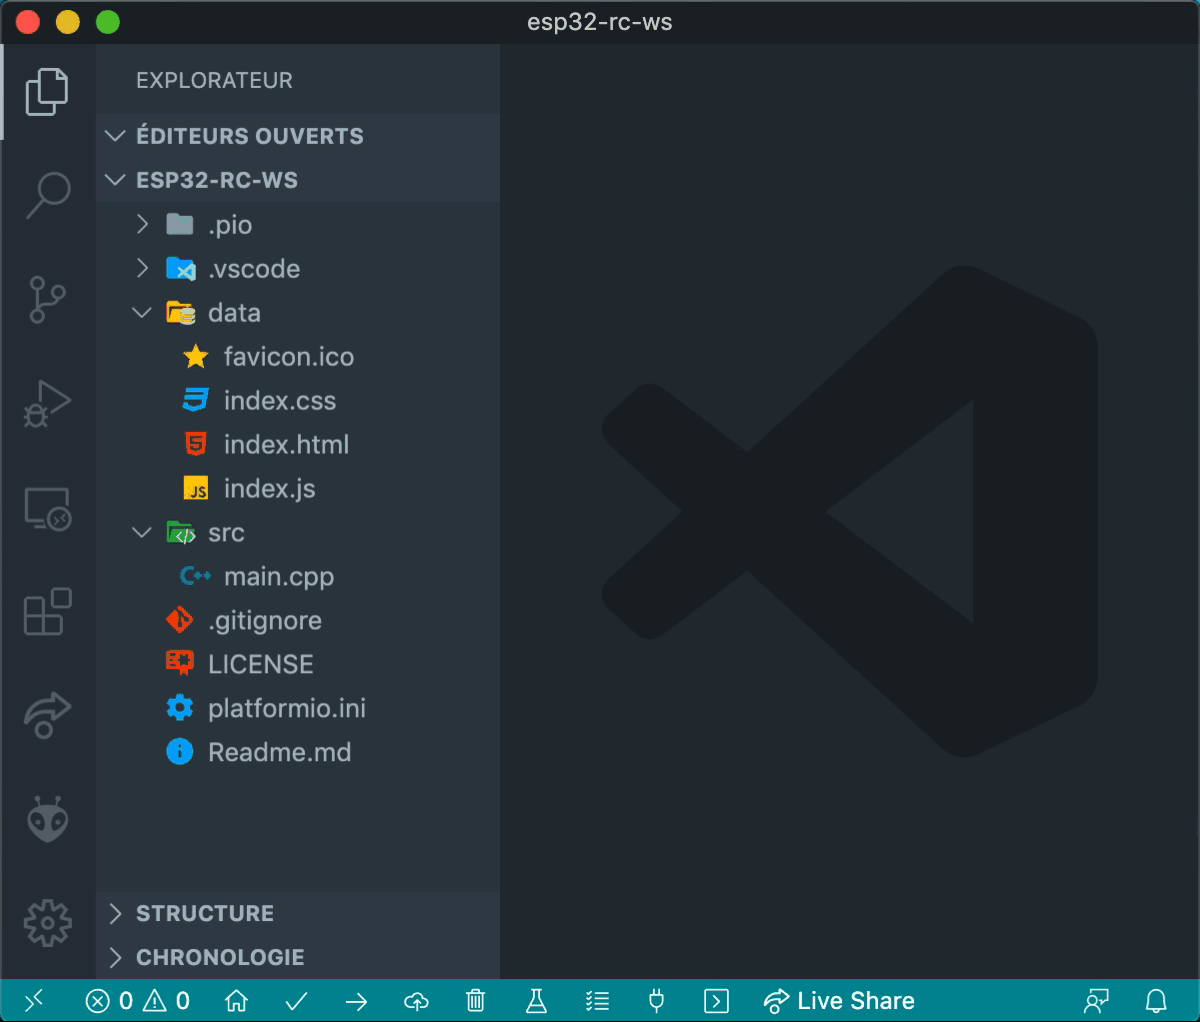 esp32-rc-ws
EXPLORATEUR
ÉDITEURS OUVERTS
ESP32-RC-WS
.pio
.vscode
data
favicon.ico
index.css
index.html
index.js
src
main.cpp
.gitignore
LICENSE
platformio.ini
Readme.md
STRUCTURE
CHRONOLOGIE
0 0 Live Share